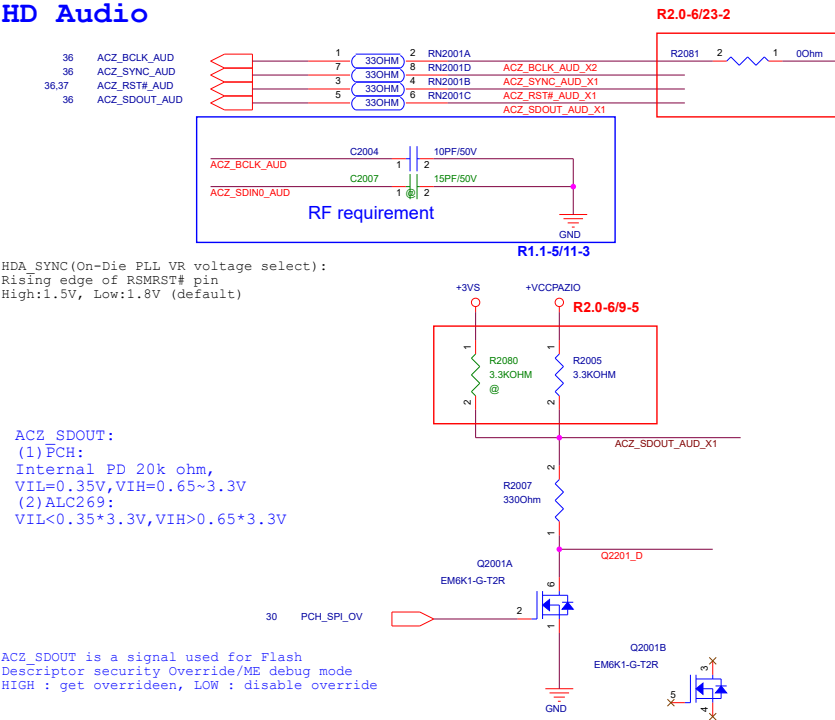 HD Audio
R2.0-6/23-2
36 ACZ_BCLK_AUD 1 33OHM 2 RN2001A R2081 2 1 0Ohm
36 ACZ_SYNC_AUD 7 33OHM 8 RN2001D ACZ_BCLK_AUD_X2
36,37 ACZ_RST#_AUD 3 33OHM 4 RN2001B ACZ_SYNC_AUD_X1
36 ACZ_SDOUT_AUD 5 33OHM 6 RN2001C ACZ_RST#_AUD_X1
ACZ_SDOUT_AUD_X1
C2004 10PF/50V
ACZ_BCLK_AUD 1 2
C2007 15PF/50V
ACZ_SDIN0_AUD 1 @ 2
RF requirement
GND
R1.1-5/11-3
HDA_SYNC(On-Die PLL VR voltage select):
Rising edge of RSMRST# pin
High:1.5V, Low:1.8V (default)
+3VS +VCCPAZIO
R2.0-6/9-5
1 1
R2080 R2005
3.3KOHM 3.3KOHM
@
2 2
ACZ_SDOUT_AUD_X1
ACZ_SDOUT:
(1)PCH:
Internal PD 20k ohm,
VIL=0.35V,VIH=0.65~3.3V
(2)ALC269:
VIL<0.35*3.3V,VIH>0.65*3.3V
2
R2007
330Ohm
1
Q2201_D
Q2001A
EM6K1-G-T2R
6
2
1
30 PCH_SPI_OV
GND
Q2001B
EM6K1-G-T2R
3
5
4
ACZ_SDOUT is a signal used for Flash
Descriptor security Override/ME debug mode
HIGH : get overrideen, LOW : disable override